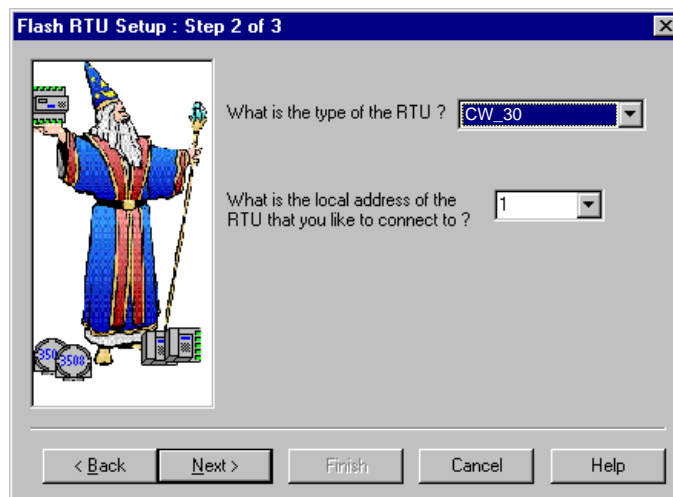 Flash RTU Setup : Step 2 of 3
What is the type of the RTU ? CW_30
What is the local address of the
RTU that you like to connect to ? 1
350 3508
< Back Next > Finish Cancel Help